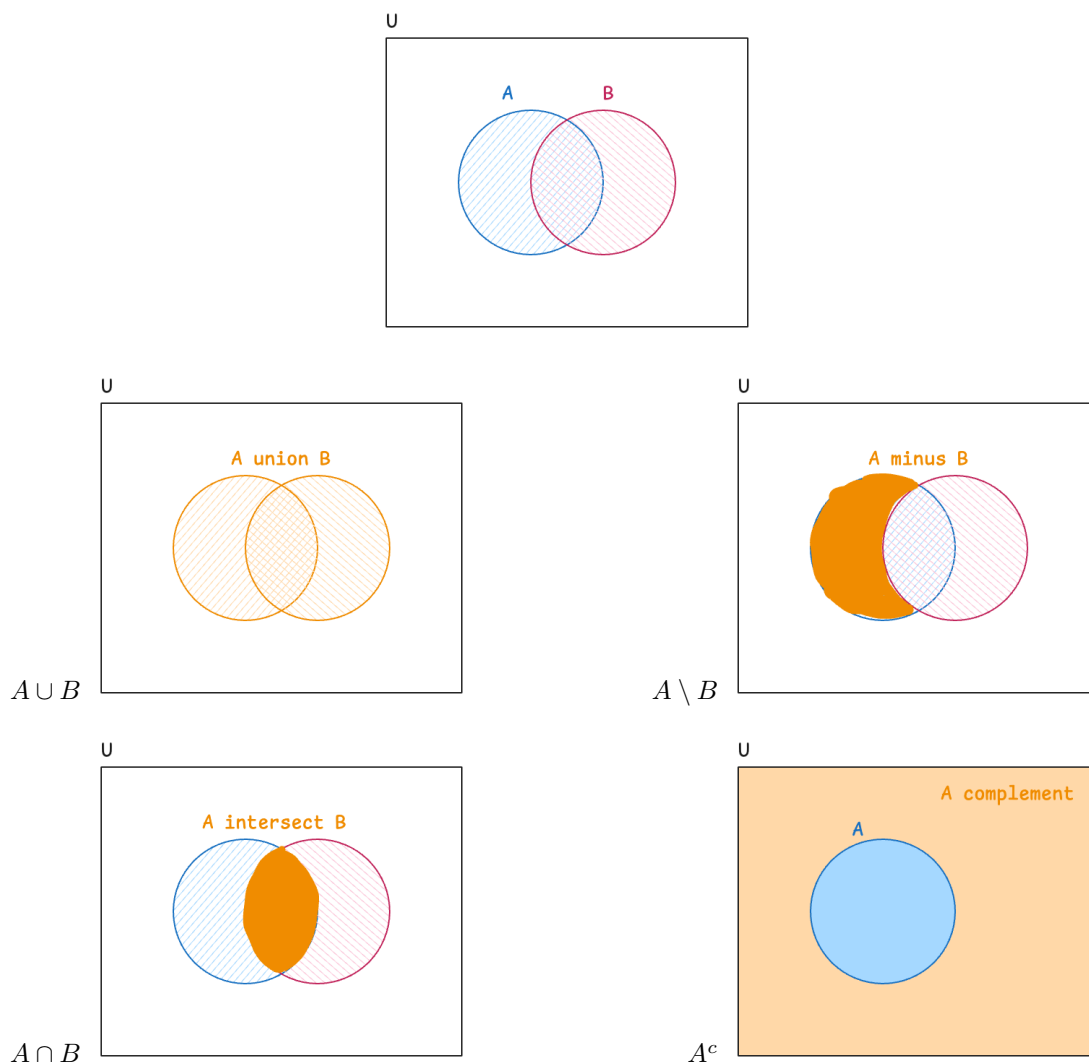 U
A B
U
A union B
A ∪ B
U
A minus B
A \ B
U
A intersect B
A ∩ B
U
A complement
A
Aᶜ